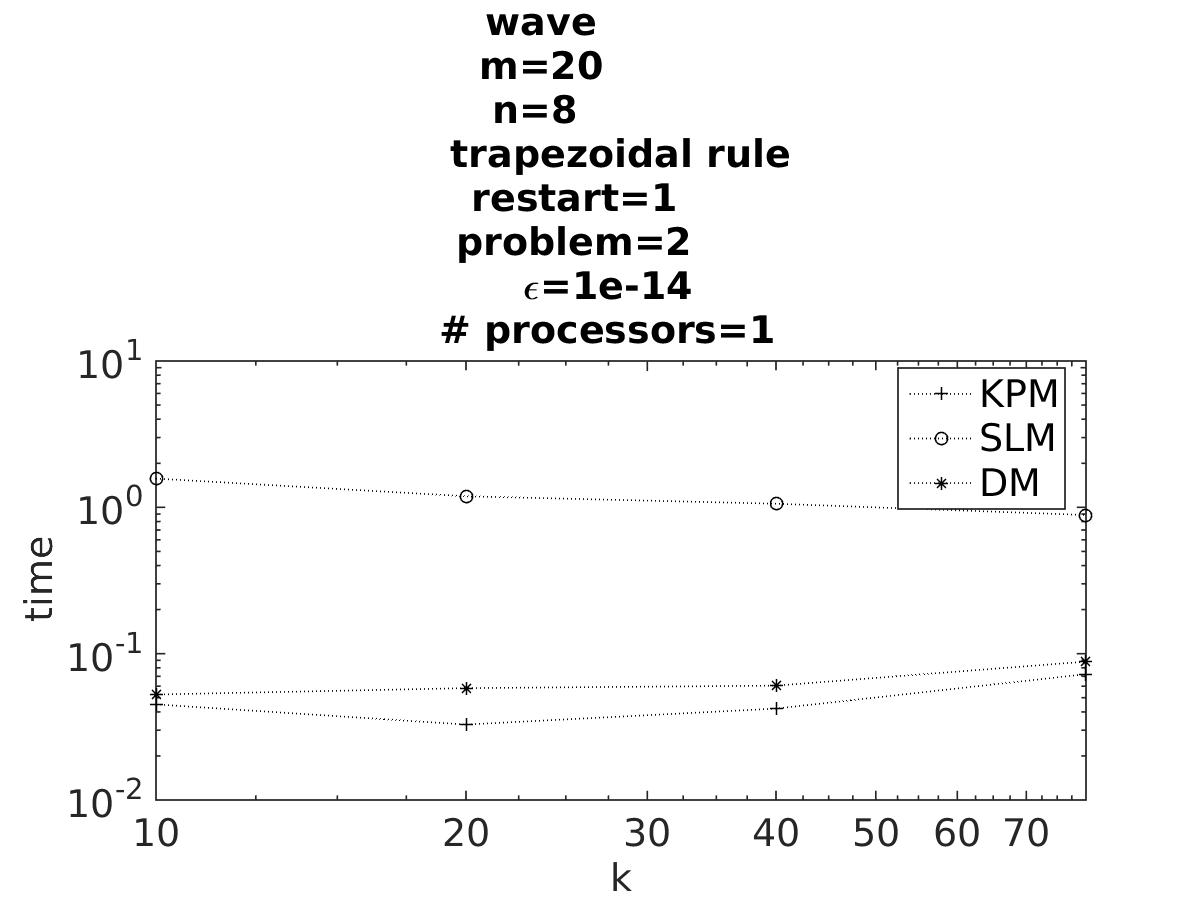 wave
m=20
n=8
trapezoidal rule
restart=1
problem=2
ϵ=1e-14
# processors=1
10^1
10^0
10^-1
10^-2
time
KPM
SLM
DM
10 20 30 40 50 60 70
k